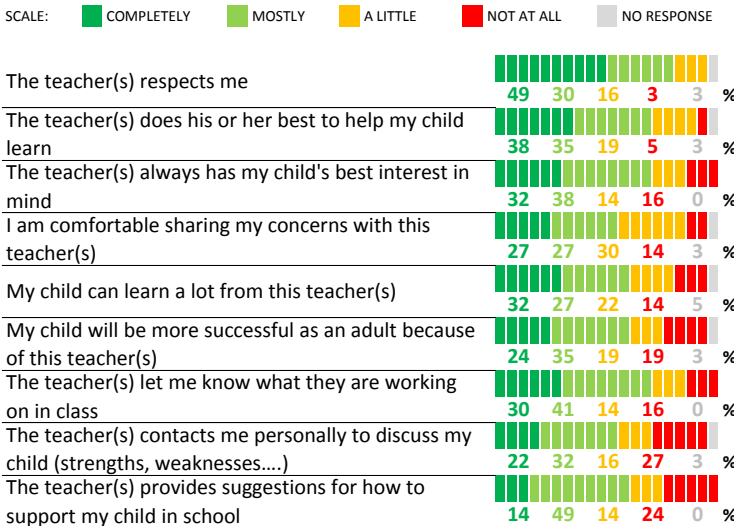 SCALE: COMPLETELY MOSTLY A LITTLE NOT AT ALL NO RESPONSE
The teacher(s) respects me
49 30 16 3 3 %
The teacher(s) does his or her best to help my child
learn
38 35 19 5 3 %
The teacher(s) always has my child's best interest in
mind
32 38 14 16 0 %
I am comfortable sharing my concerns with this
teacher(s)
27 27 30 14 3 %
My child can learn a lot from this teacher(s)
32 27 22 14 5 %
My child will be more successful as an adult because
of this teacher(s)
24 35 19 19 3 %
The teacher(s) let me know what they are working
on in class
30 41 14 16 0 %
The teacher(s) contacts me personally to discuss my
child (strengths, weaknesses....)
22 32 16 27 3 %
The teacher(s) provides suggestions for how to
support my child in school
14 49 14 24 0 %